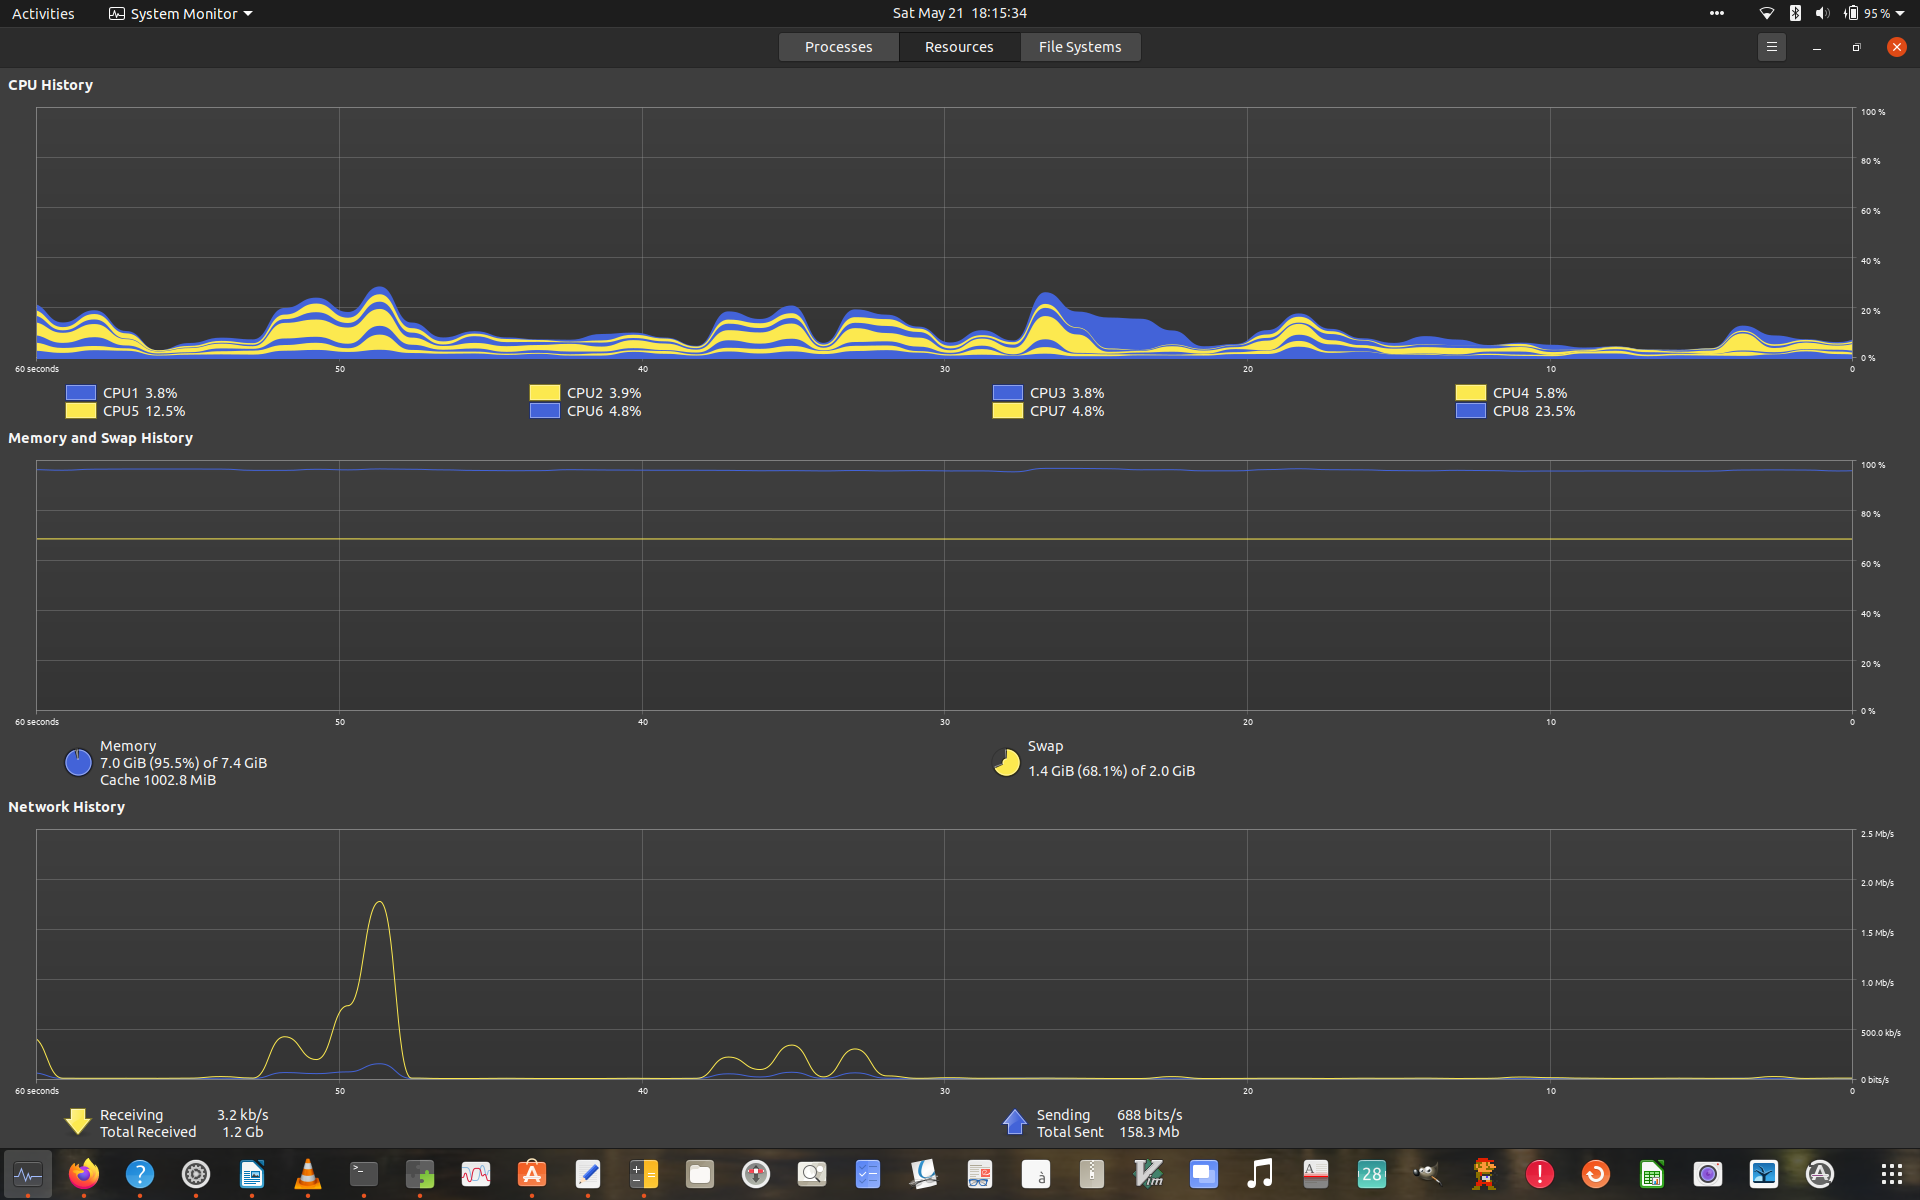 Activities System Monitor Sat May 21 18:15:34 95 %
Processes Resources File Systems
CPU History
100 %
80 %
60 %
40 %
20 %
0 %
60 seconds 50 40 30 20 10 0
CPU1 3.8% CPU2 3.9% CPU3 3.8% CPU4 5.8%
CPU5 12.5% CPU6 4.8% CPU7 4.8% CPU8 23.5%
Memory and Swap History
100 %
80 %
60 %
40 %
20 %
0 %
60 seconds 50 40 30 20 10 0
Memory
7.0 GiB (95.5%) of 7.4 GiB
Cache 1002.8 MiB
Swap
1.4 GiB (68.1%) of 2.0 GiB
Network History
2.5 Mb/s
2.0 Mb/s
1.5 Mb/s
1.0 Mb/s
500.0 kb/s
0 bits/s
60 seconds 50 40 30 20 10 0
Receiving 3.2 kb/s
Total Received 1.2 Gb
Sending 688 bits/s
Total Sent 158.3 Mb
? >_ à Vim A 28 !